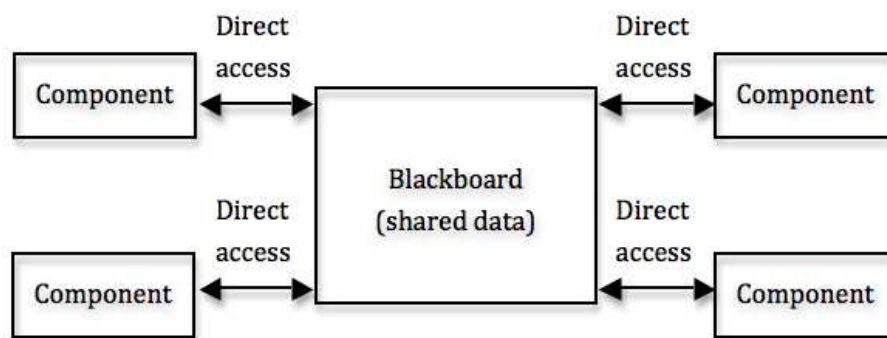 Direct
access
Component
Direct
access
Component
Blackboard
(shared data)
Direct
access
Component
Direct
access
Component